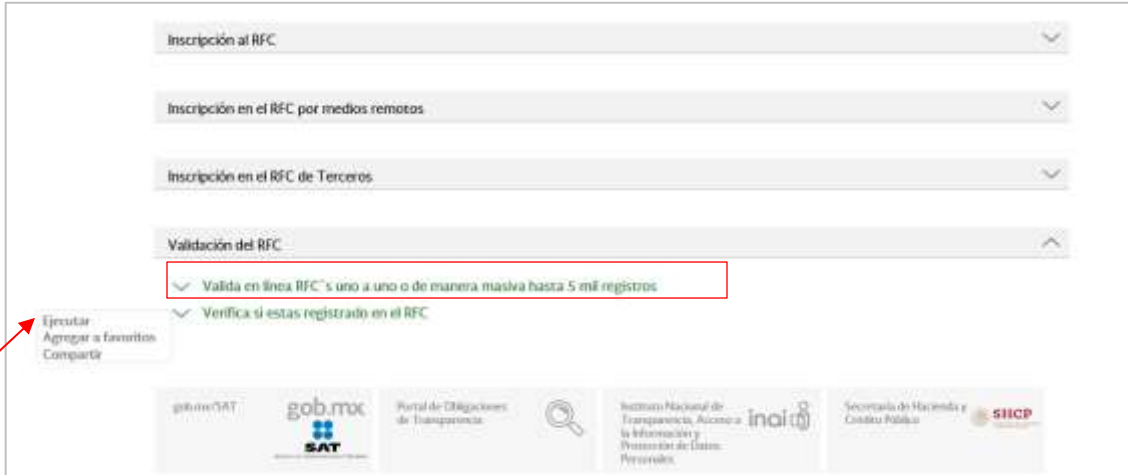 Inscripción al RFC
Inscripción en el RFC por medios remotos
Inscripción en el RFC de Terceros
Validación del RFC
Valida en línea RFC´s uno a uno o de manera masiva hasta 5 mil registros
Verifica si estas registrado en el RFC
Ejecutar
Agregar a favoritos
Compartir
gob.mx/SAT
gob.mx
SAT
Portal de Obligaciones
de Transparencia
Instituto Nacional de
Transparencia, Acceso a
la Información y
Protección de Datos
Personales
inai
Secretaría de Hacienda y
Crédito Público
SHCP